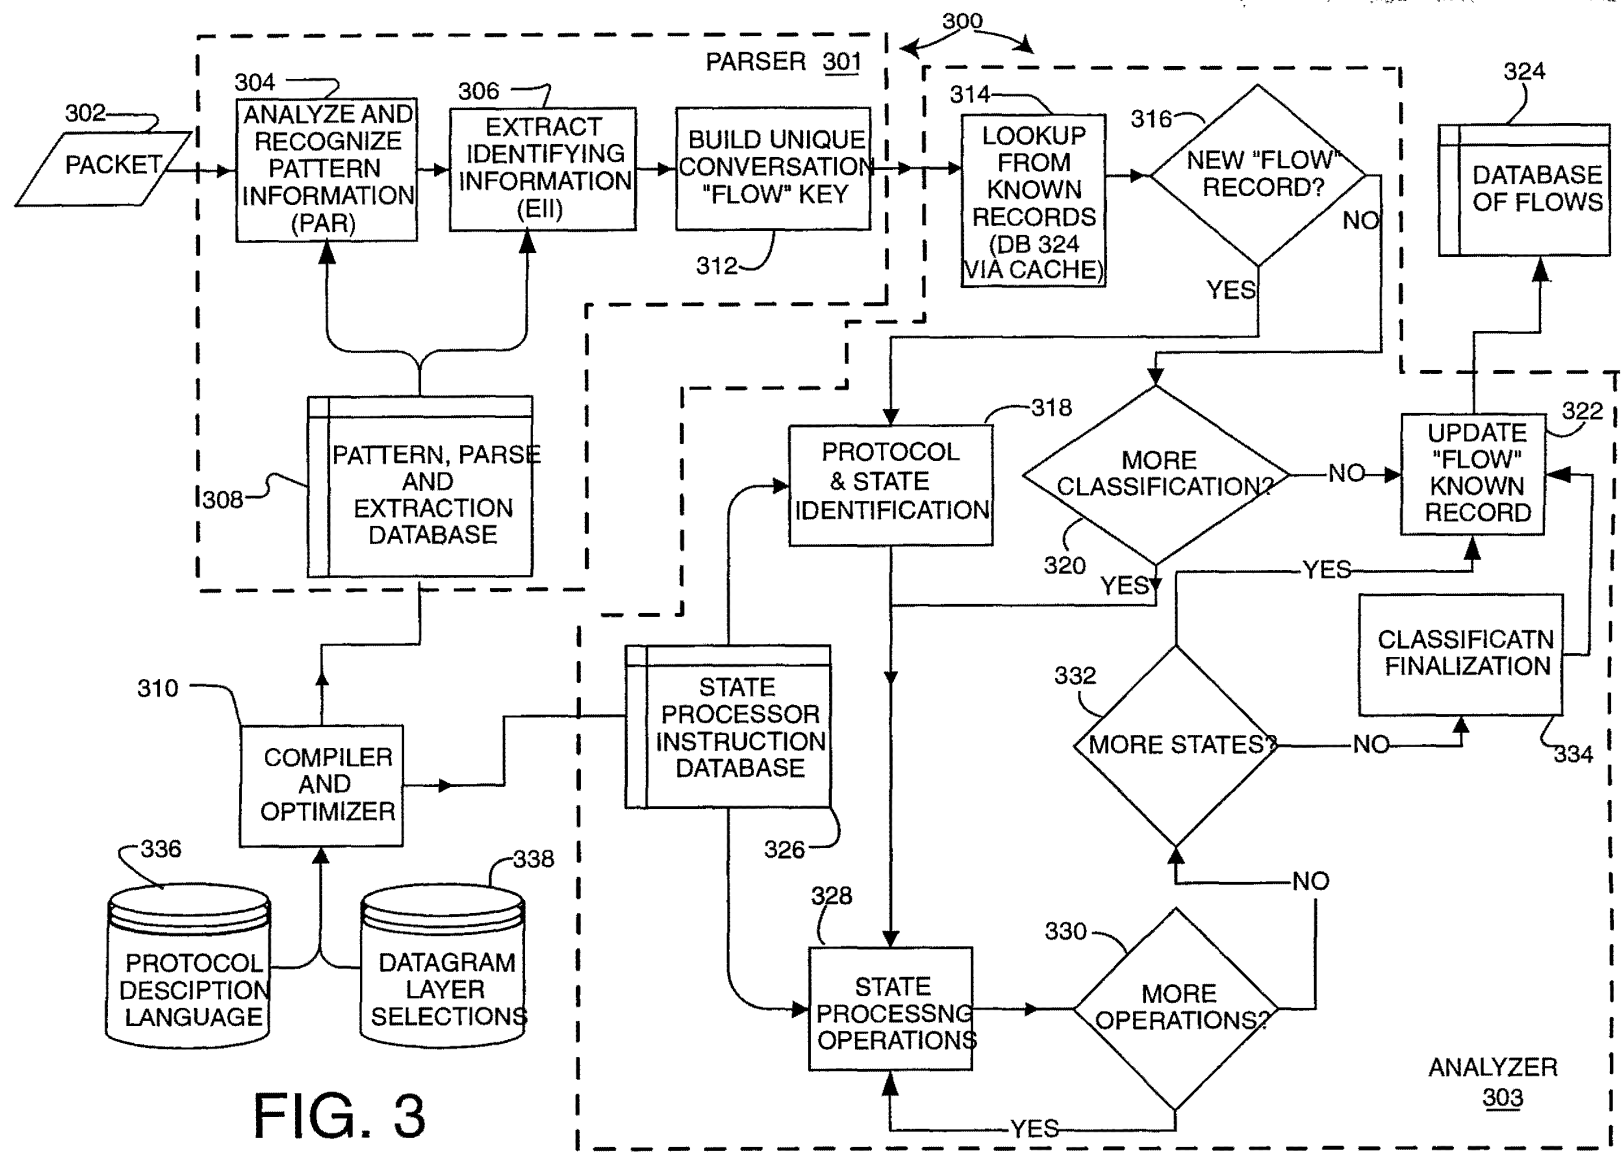 300
PARSER 301
304
306
314
316
324
302
PACKET
ANALYZE AND
RECOGNIZE
PATTERN
INFORMATION
(PAR)
EXTRACT
IDENTIFYING
INFORMATION
(EII)
BUILD UNIQUE
CONVERSATION
"FLOW" KEY
312
LOOKUP
FROM
KNOWN
RECORDS
(DB 324
VIA CACHE)
NEW "FLOW"
RECORD?
NO
YES
DATABASE
OF FLOWS
308
PATTERN, PARSE
AND
EXTRACTION
DATABASE
318
PROTOCOL
& STATE
IDENTIFICATION
MORE
CLASSIFICATION?
320
NO
YES
322
UPDATE
"FLOW"
KNOWN
RECORD
YES
CLASSIFICATN
FINALIZATION
334
310
COMPILER
AND
OPTIMIZER
STATE
PROCESSOR
INSTRUCTION
DATABASE
326
332
MORE STATES?
NO
336
338
PROTOCOL
DESCIPTION
LANGUAGE
DATAGRAM
LAYER
SELECTIONS
328
STATE
PROCESSNG
OPERATIONS
330
MORE
OPERATIONS?
NO
YES
ANALYZER
303
FIG. 3